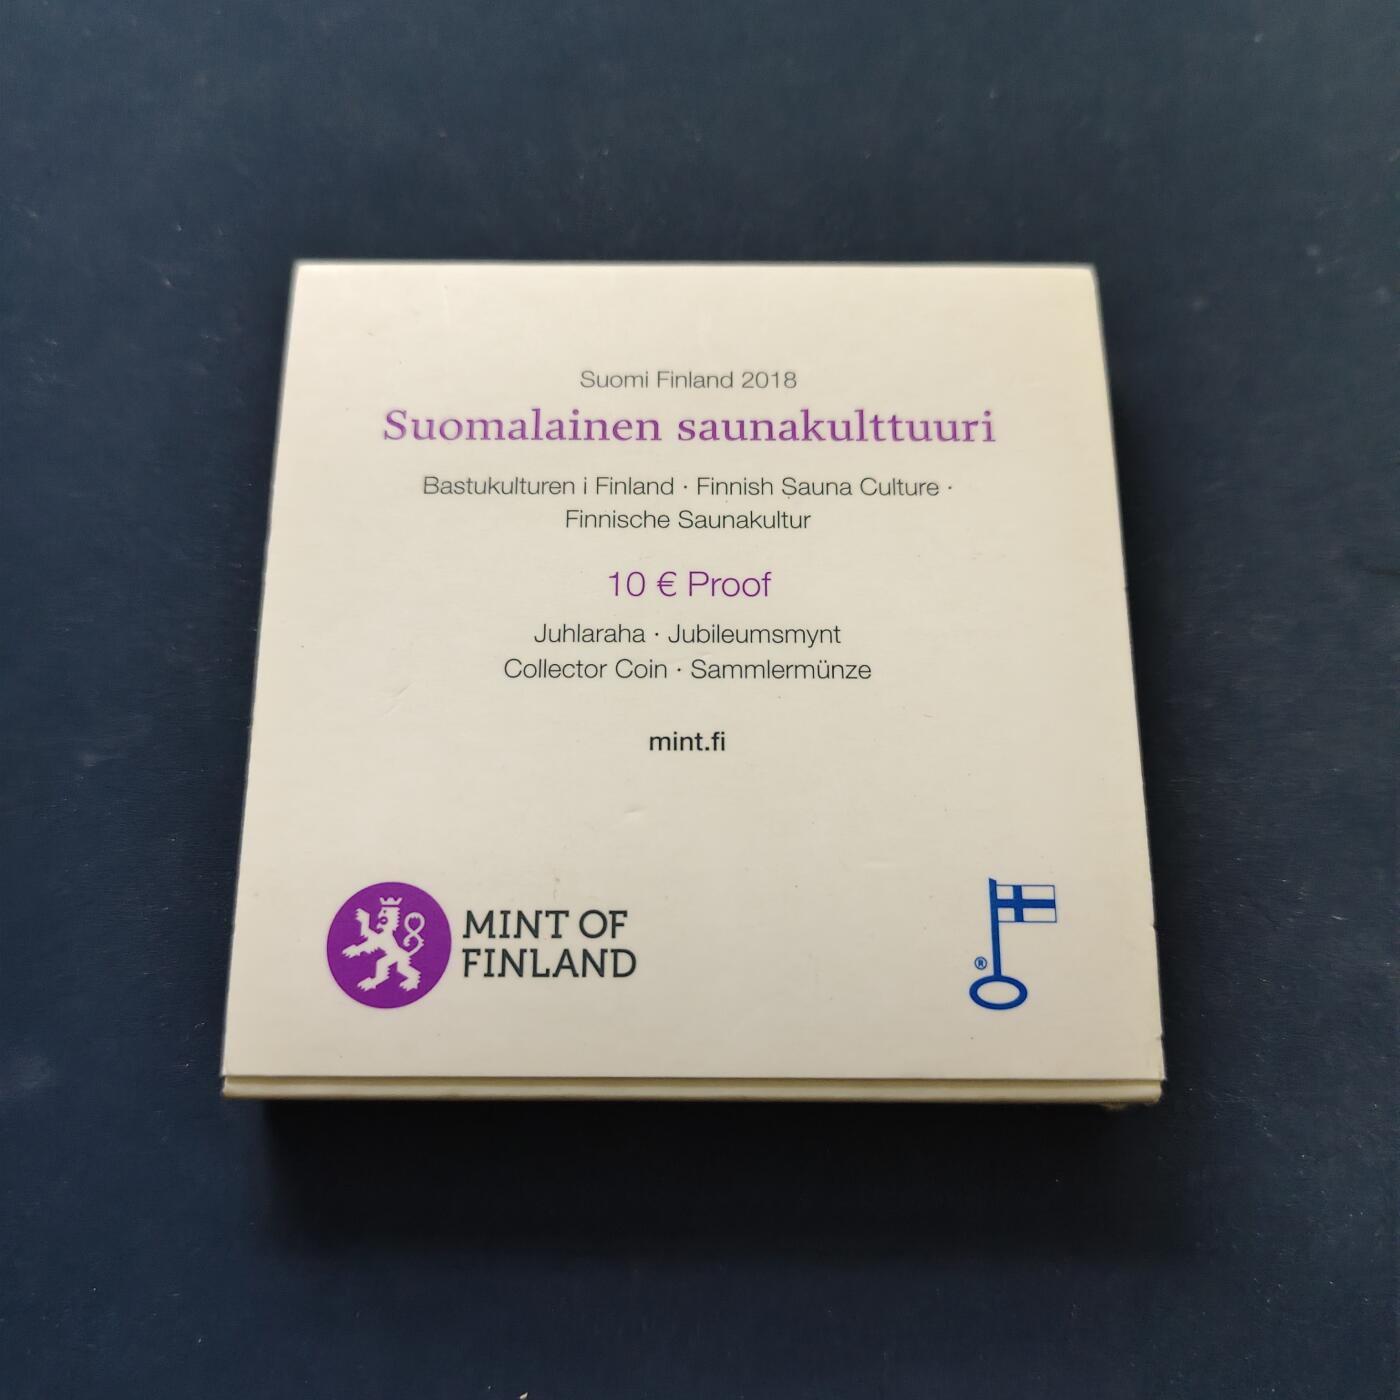 Suomi Finland 2018
Suomalainen saunakulttuuri
Bastukulturen i Finland · Finnish Sauna Culture ·
Finnische Saunakultur
10 € Proof
Juhlaraha · Jubileumsmynt
Collector Coin · Sammlermünze
mint.fi
MINT OF
FINLAND
®